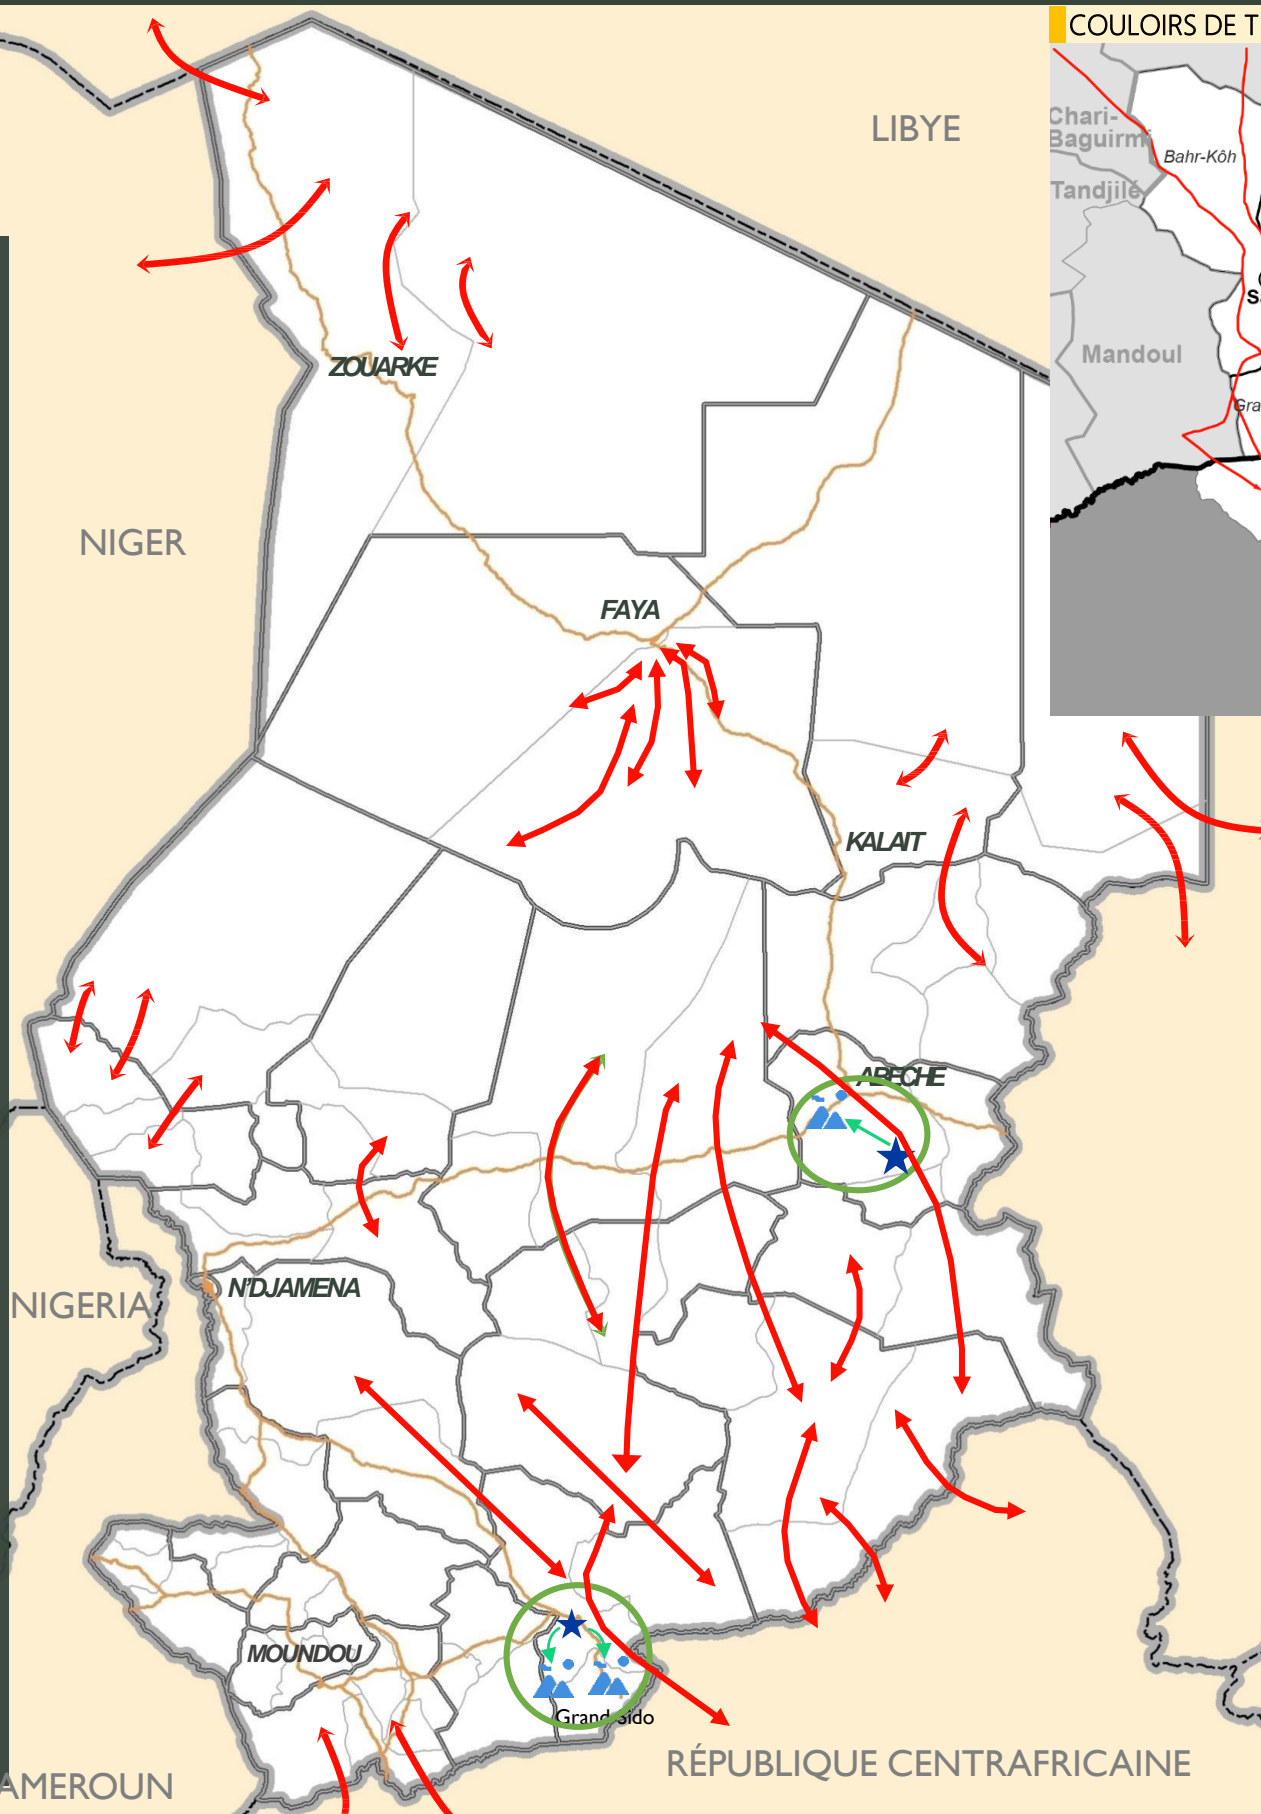 COULOIRS DE T
LIBYE
Chari-
Baguirmi
Bahr-Kôh
Tandjilé
Mandoul
ZOUARKE
NIGER
FAYA
KALAIT
ABECHE
NIGERIA
N'DJAMENA
MOUNDOU
Grand Sido
RÉPUBLIQUE CENTRAFRICAINE
AMEROUN